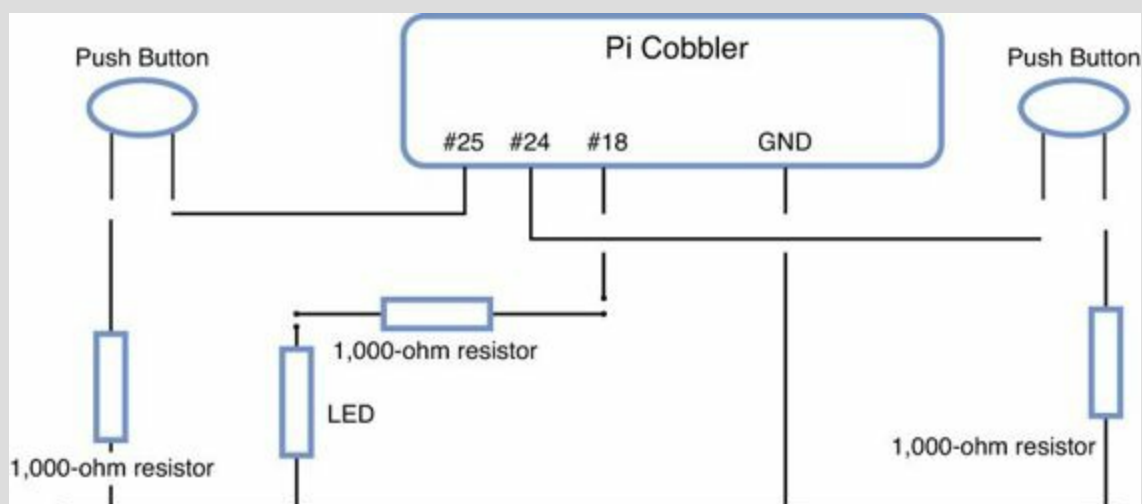 Pi Cobbler
Push Button
Push Button
#25 #24 #18 GND
1,000-ohm resistor
LED
1,000-ohm resistor
1,000-ohm resistor